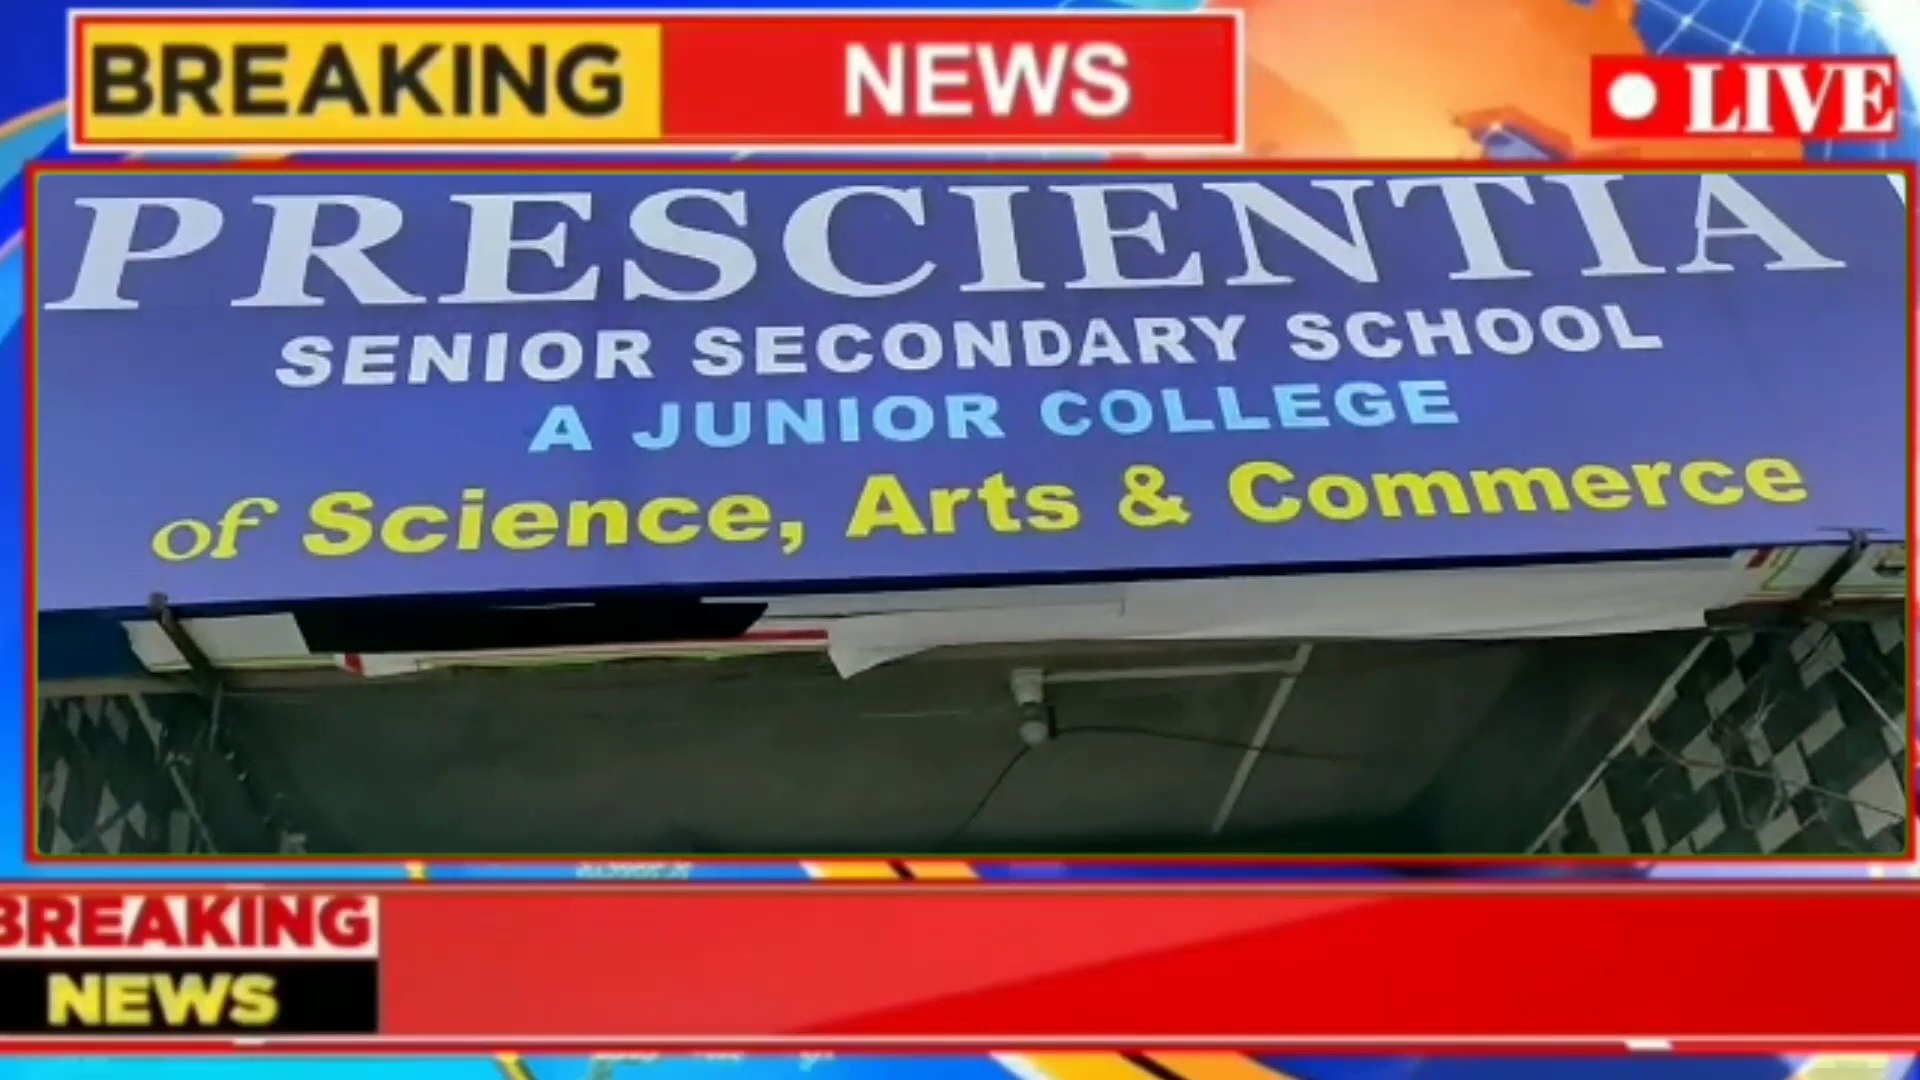 BREAKING NEWS
LIVE
PRESCIENTIA
SENIOR SECONDARY SCHOOL
A JUNIOR COLLEGE
of Science, Arts & Commerce
BREAKING
NEWS